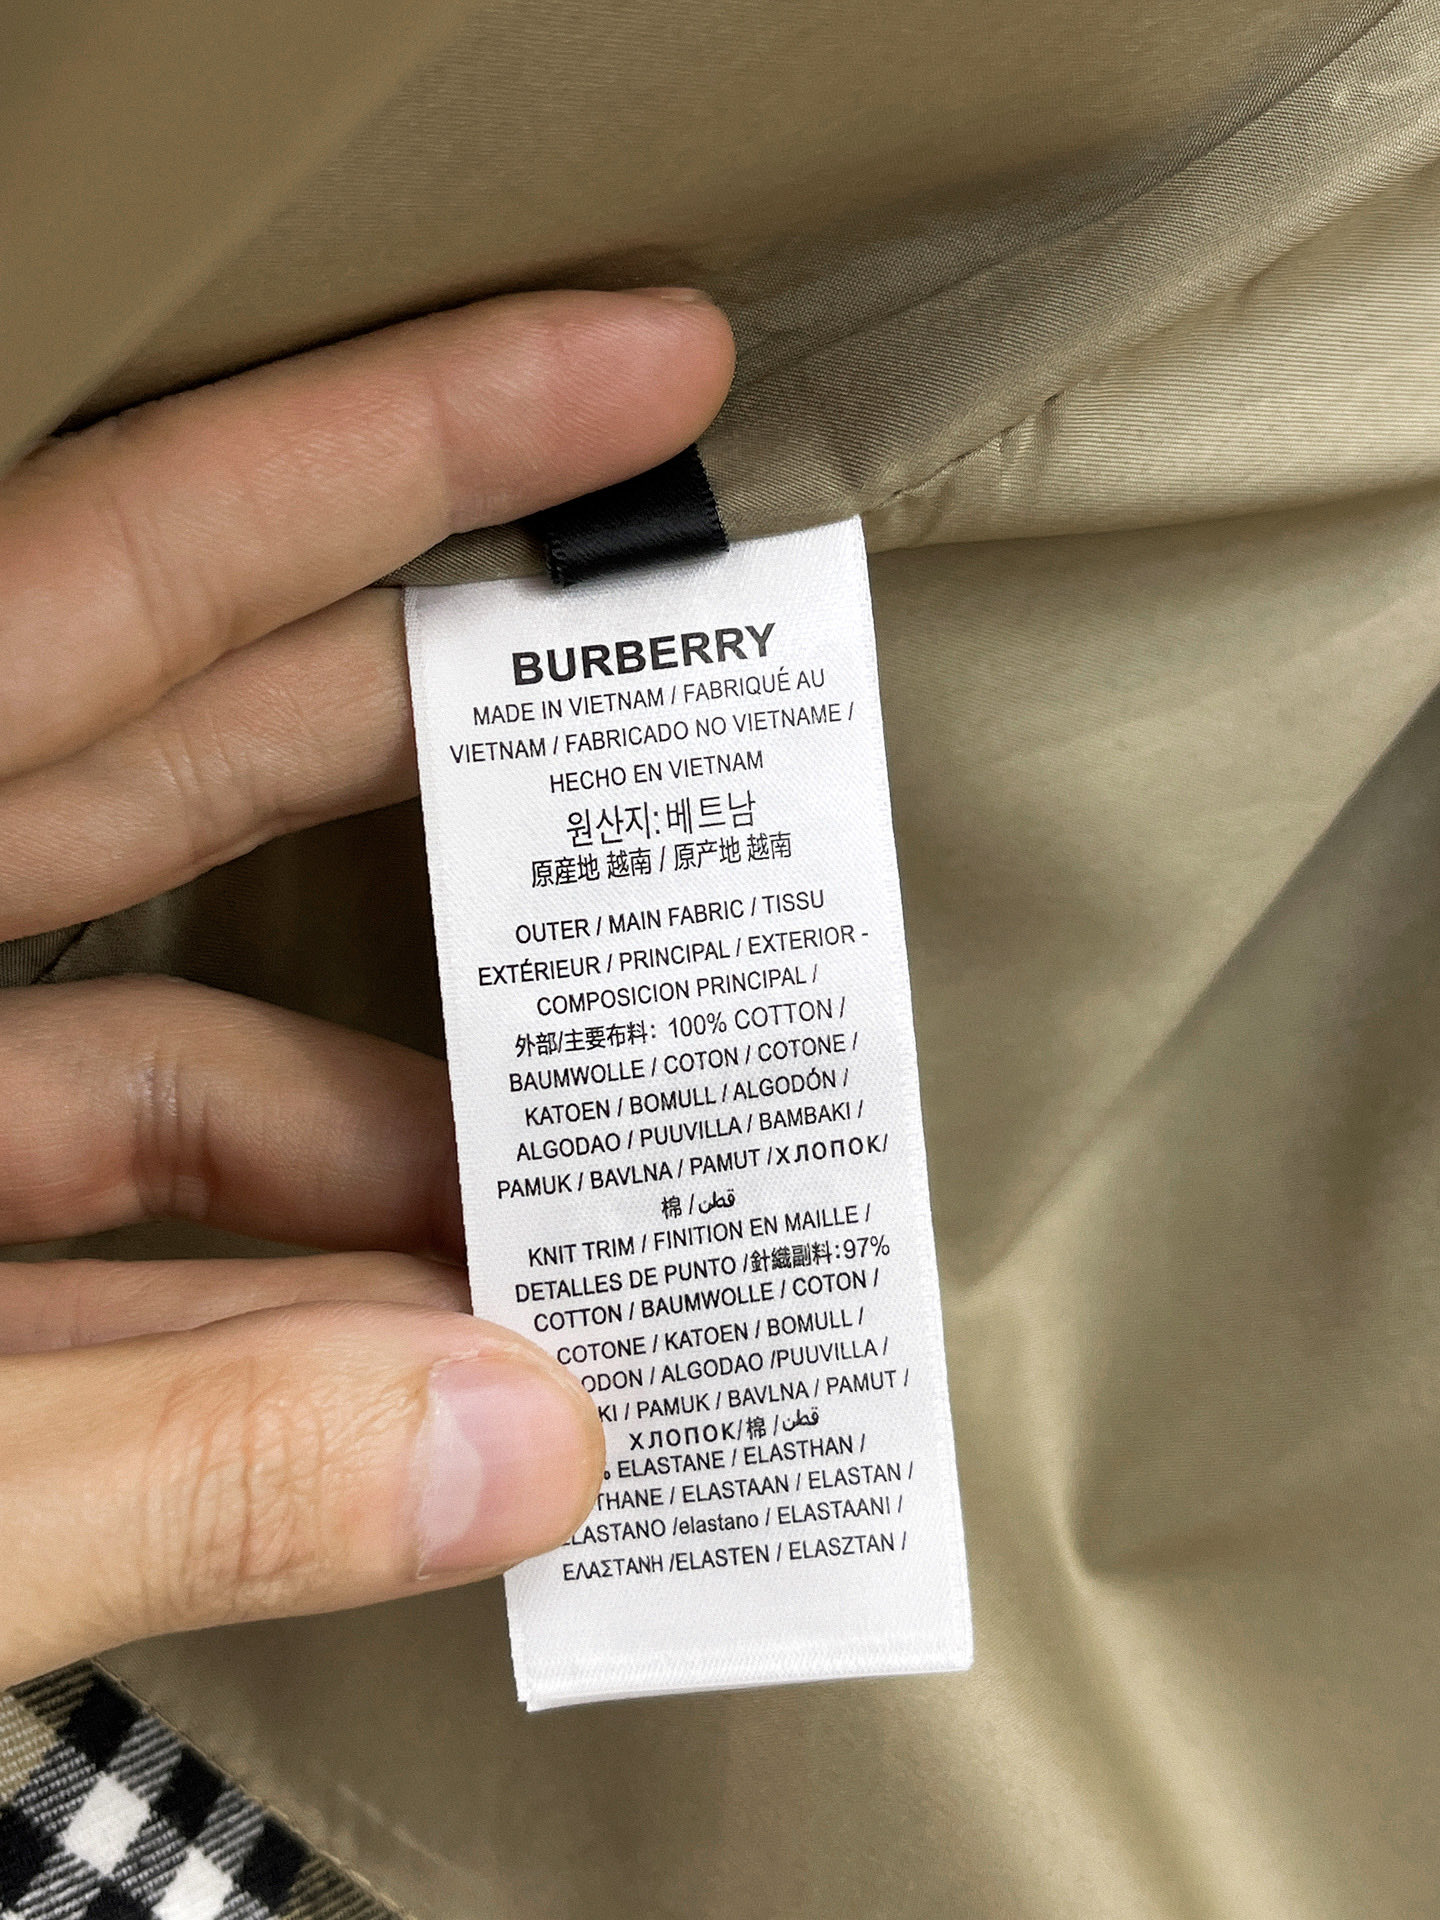 BURBERRY
MADE IN VIETNAM / FABRIQUÉ AU
VIETNAM / FABRICADO NO VIETNAME /
HECHO EN VIETNAM
원산지: 베트남
原産地 越南 / 原产地 越南
OUTER / MAIN FABRIC / TISSU
EXTÉRIEUR / PRINCIPAL / EXTERIOR -
COMPOSICION PRINCIPAL /
外部/主要布料: 100% COTTON /
BAUMWOLLE / COTON / COTONE /
KATOEN / BOMULL / ALGODÓN /
ALGODAO / PUUVILLA / BAMBAKI /
PAMUK / BAVLNA / PAMUT /ХЛОПОК/
棉 / قطن
KNIT TRIM / FINITION EN MAILLE /
DETALLES DE PUNTO /針織副料:97%
COTTON / BAUMWOLLE / COTON /
COTONE / KATOEN / BOMULL /
ODON / ALGODAO /PUUVILLA /
KI / PAMUK / BAVLNA / PAMUT /
ХЛОПОК/棉 / قطن
% ELASTANE / ELASTHAN /
THANE / ELASTAAN / ELASTAN /
LASTANO /elastano / ELASTAANI /
ΕΛΑΣΤΑΝΗ /ELASTEN / ELASZTAN /